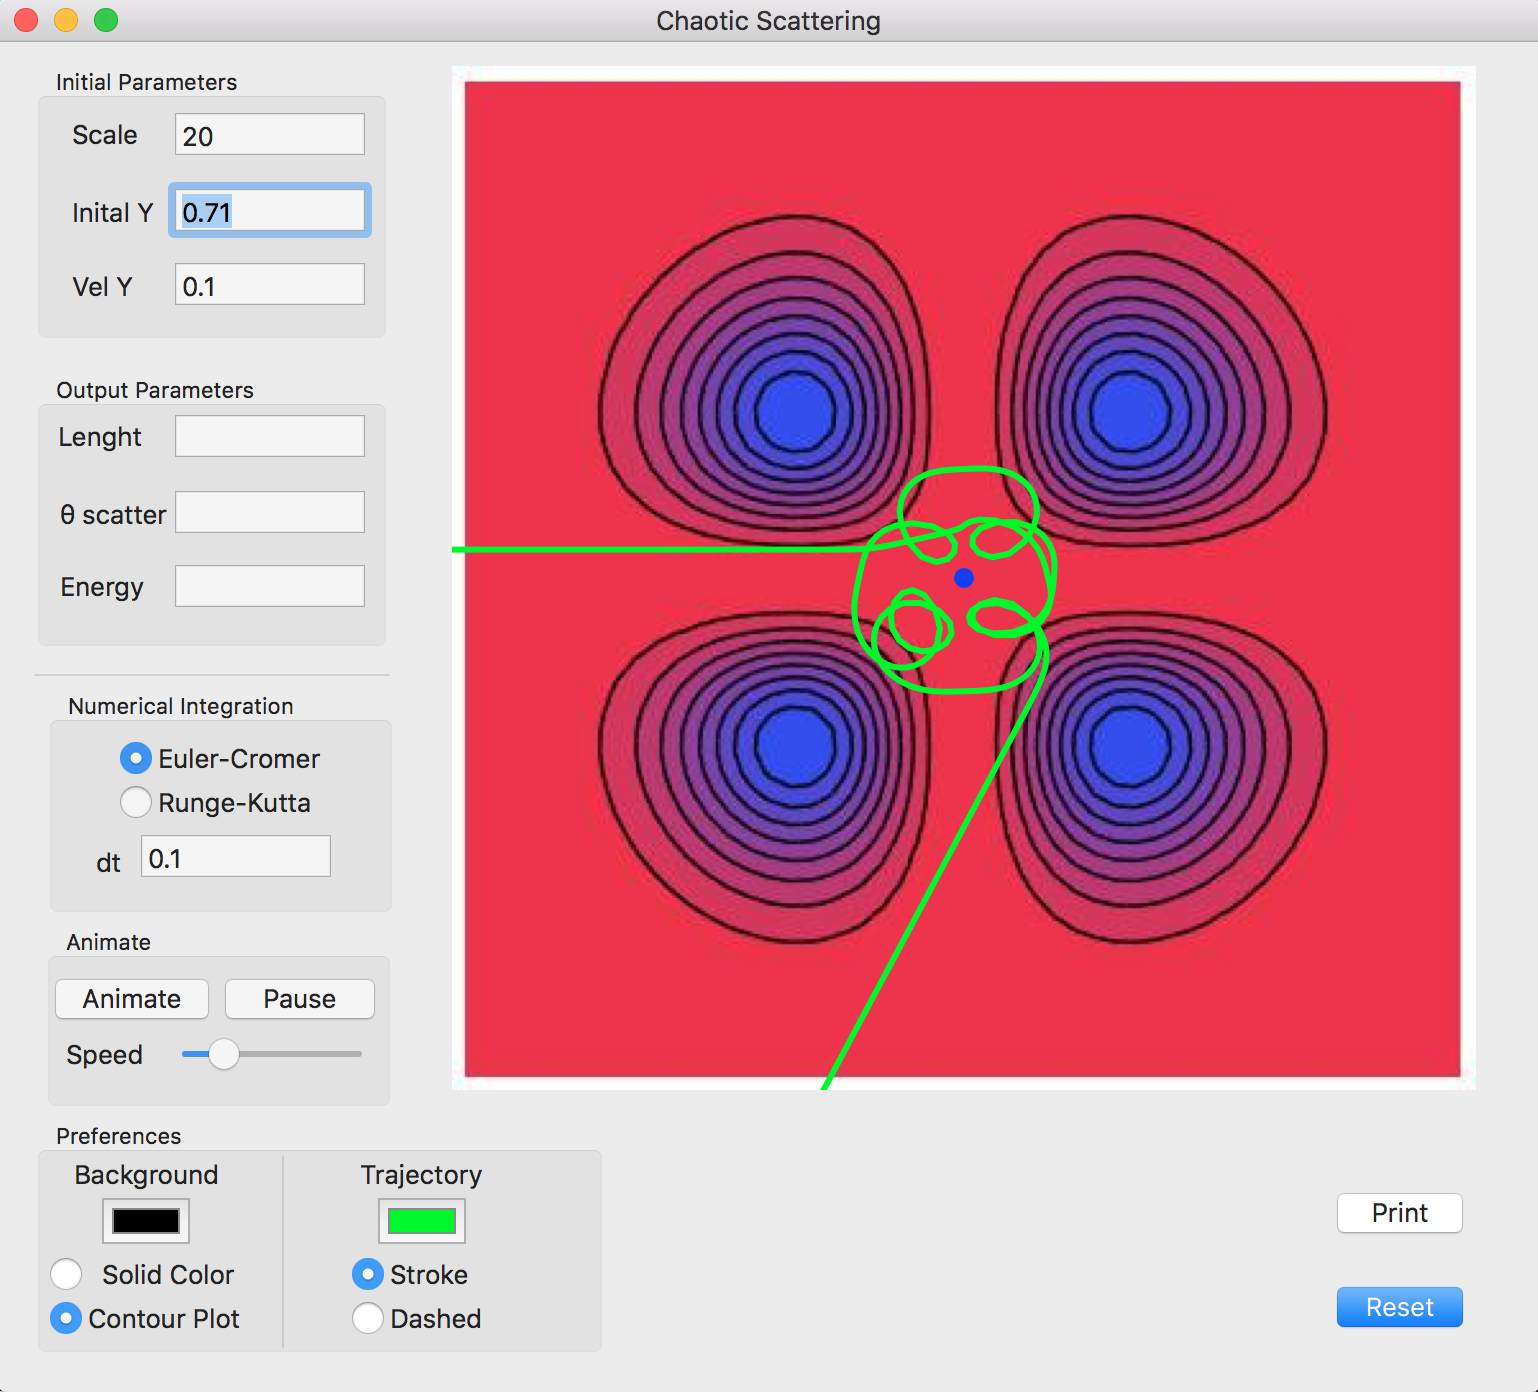 Chaotic Scattering
Initial Parameters
Scale 20
Inital Y 0.71
Vel Y 0.1
Output Parameters
Lenght
θ scatter
Energy
Numerical Integration
Euler-Cromer
Runge-Kutta
dt 0.1
Animate
Animate Pause
Speed
Preferences
Background Trajectory
Solid Color Stroke
Contour Plot Dashed
Print
Reset